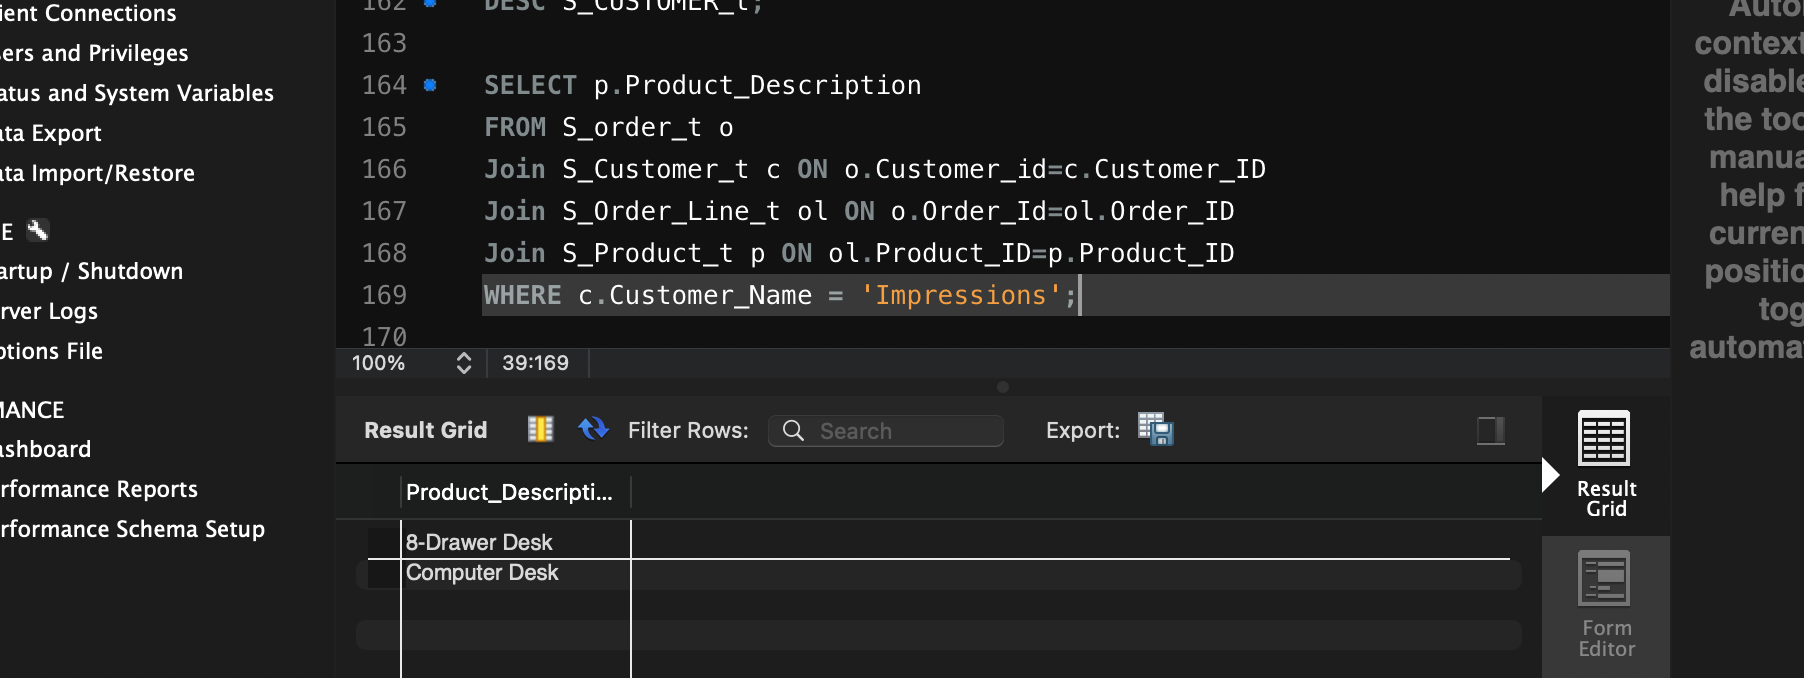 ient Connections
ers and Privileges
atus and System Variables
ata Export
ata Import/Restore
E
artup / Shutdown
rver Logs
ptions File
MANCE
ashboard
rformance Reports
rformance Schema Setup
162 DESC S_CUSTOMER_t;
163
164 SELECT p.Product_Description
165 FROM S_order_t o
166 Join S_Customer_t c ON o.Customer_id=c.Customer_ID
167 Join S_Order_Line_t ol ON o.Order_Id=ol.Order_ID
168 Join S_Product_t p ON ol.Product_ID=p.Product_ID
169 WHERE c.Customer_Name = 'Impressions';
170
100% 39:169
Result Grid Filter Rows: Search Export:
Product_Descripti...
8-Drawer Desk
Computer Desk
Result
Grid
Form
Editor
Autom
context
disable
the too
manua
help f
curren
positio
tog
automa